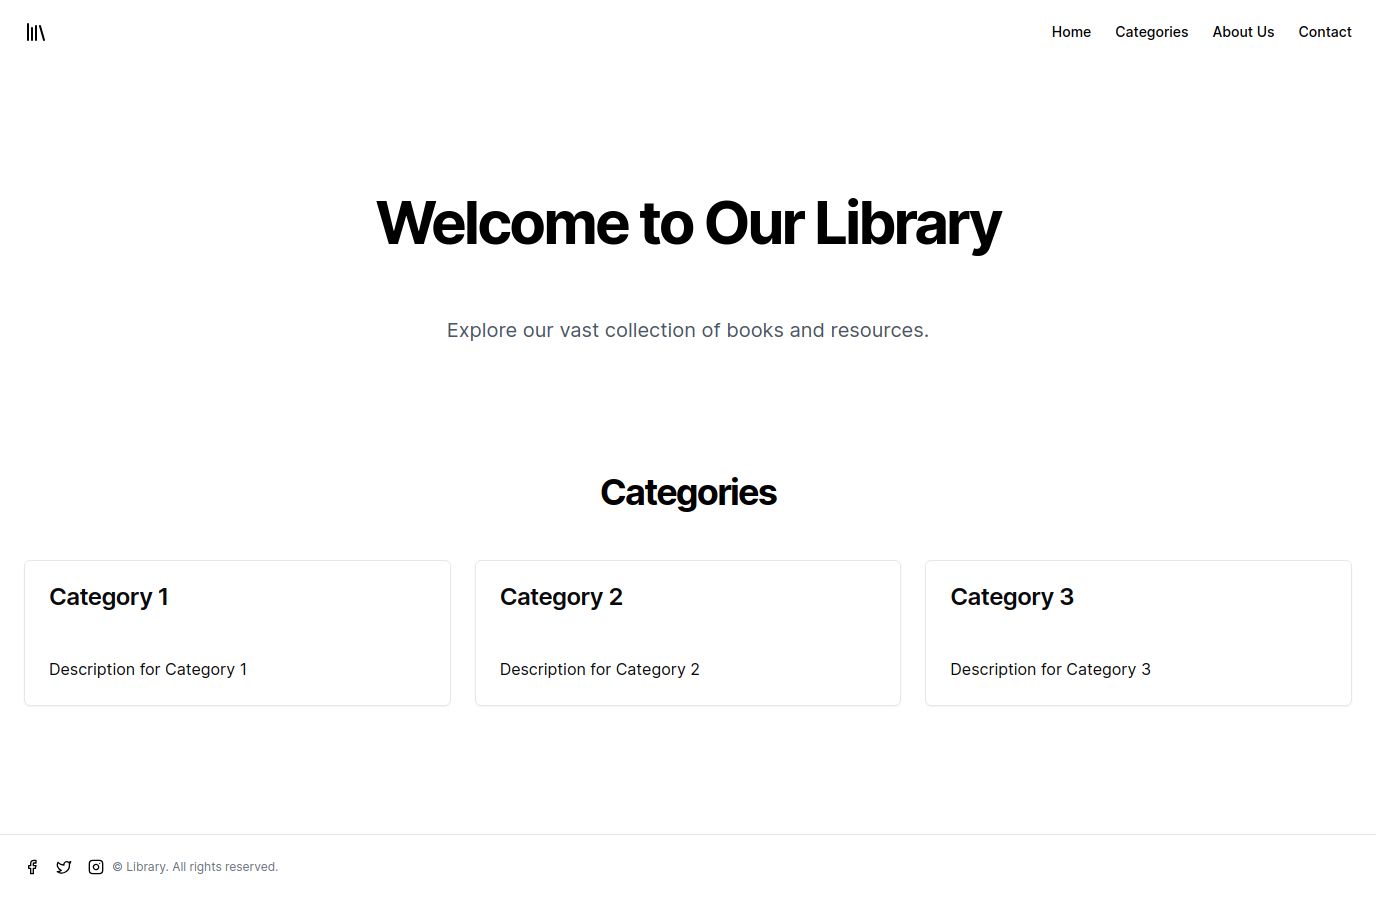 Home Categories About Us Contact
Welcome to Our Library
Explore our vast collection of books and resources.
Categories
Category 1
Description for Category 1
Category 2
Description for Category 2
Category 3
Description for Category 3
© Library. All rights reserved.